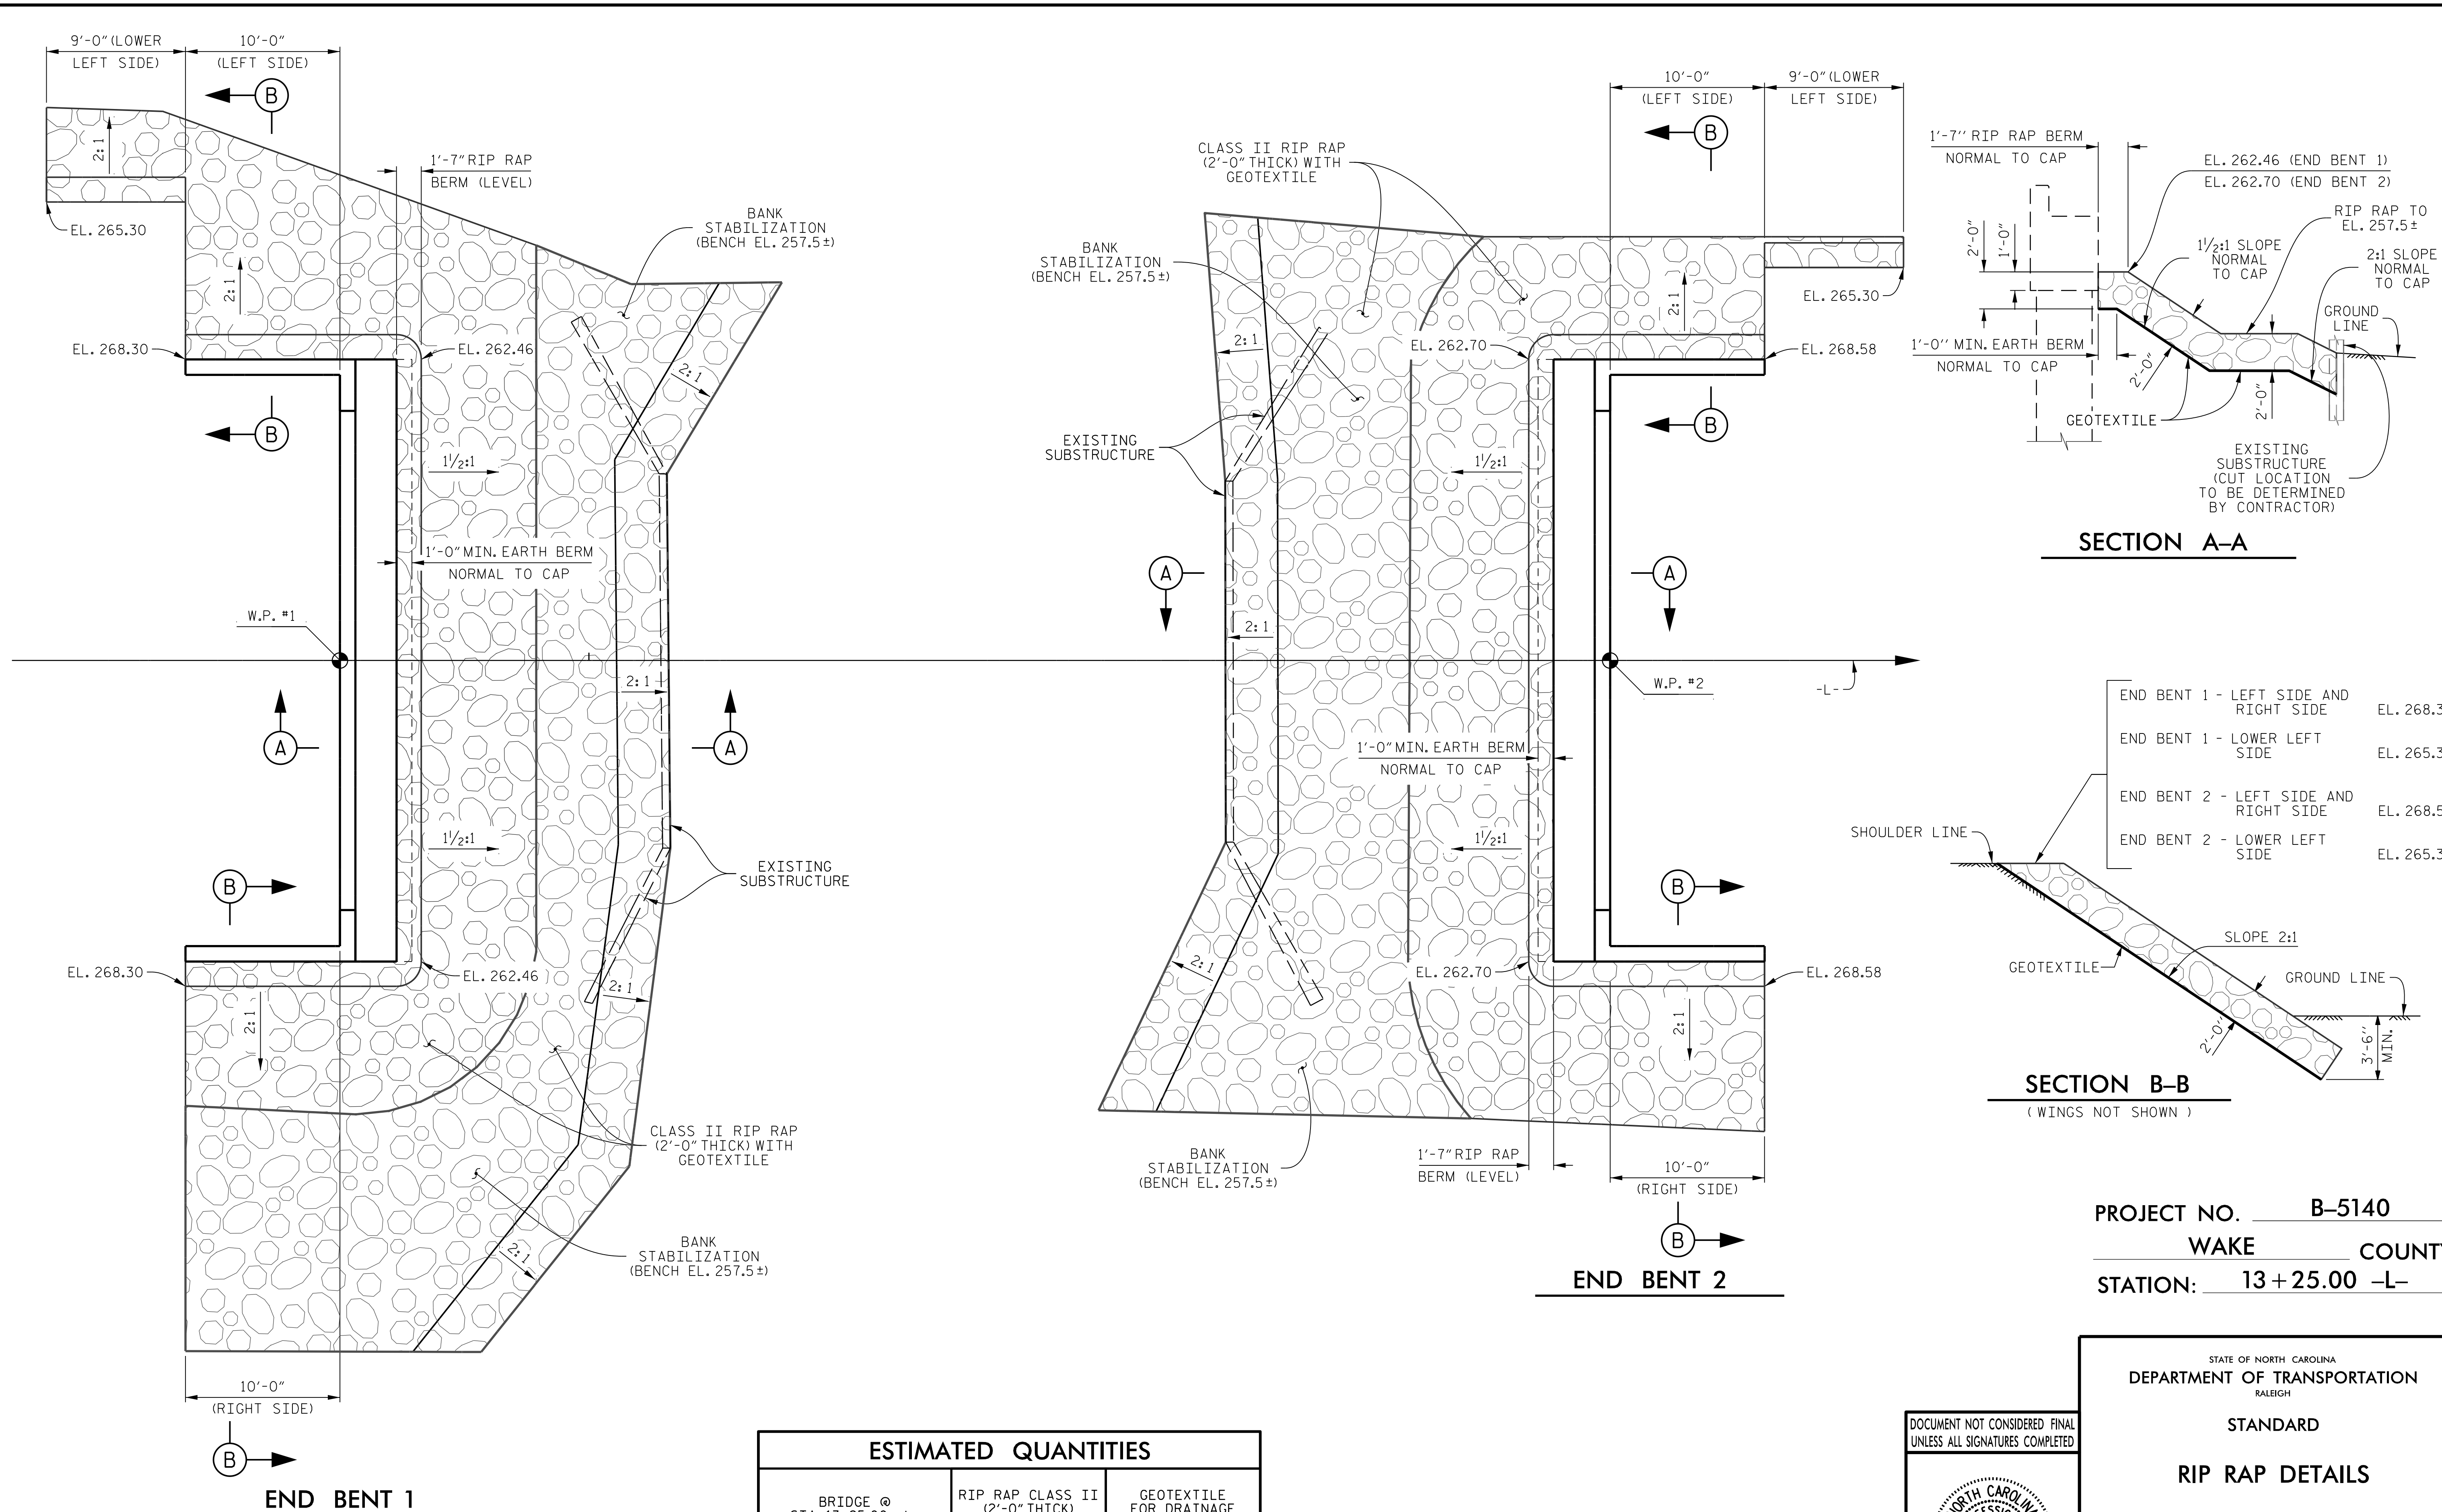 9'-0" (LOWER
LEFT SIDE)
10'-0"
(LEFT SIDE)
B
2:1
1'-7" RIP RAP
BERM (LEVEL)
EL. 265.30
BANK
STABILIZATION
(BENCH EL. 257.5±)
2:1
EL. 268.30
EL. 262.46
2:1
B
1½:1
1'-0" MIN. EARTH BERM
NORMAL TO CAP
W.P. #1
2:1
A
A
1½:1
EXISTING
SUBSTRUCTURE
B
EL. 268.30
EL. 262.46
2:1
2:1
CLASS II RIP RAP
(2'-0" THICK) WITH
GEOTEXTILE
BANK
STABILIZATION
(BENCH EL. 257.5±)
2:1
10'-0"
(RIGHT SIDE)
B
END BENT 1
10'-0"
(LEFT SIDE)
9'-0" (LOWER
LEFT SIDE)
B
CLASS II RIP RAP
(2'-0" THICK) WITH
GEOTEXTILE
BANK
STABILIZATION
(BENCH EL. 257.5±)
2:1
EL. 265.30
2:1
EL. 262.70
EL. 268.58
B
EXISTING
SUBSTRUCTURE
1½:1
A
A
2:1
W.P. #2
-L-
1'-0" MIN. EARTH BERM
NORMAL TO CAP
1½:1
B
2:1
EL. 262.70
EL. 268.58
2:1
BANK
STABILIZATION
(BENCH EL. 257.5±)
1'-7" RIP RAP
BERM (LEVEL)
10'-0"
(RIGHT SIDE)
B
END BENT 2
1'-7" RIP RAP BERM
NORMAL TO CAP
EL. 262.46 (END BENT 1)
EL. 262.70 (END BENT 2)
RIP RAP TO
EL. 257.5±
2'-0"
1'-0"
1½:1 SLOPE
NORMAL
TO CAP
2:1 SLOPE
NORMAL
TO CAP
GROUND
LINE
1'-0" MIN. EARTH BERM
NORMAL TO CAP
2'-0"
2'-0"
GEOTEXTILE
EXISTING
SUBSTRUCTURE
(CUT LOCATION
TO BE DETERMINED
BY CONTRACTOR)
SECTION A-A
END BENT 1 - LEFT SIDE AND
RIGHT SIDE EL. 268.3
END BENT 1 - LOWER LEFT
SIDE EL. 265.3
END BENT 2 - LEFT SIDE AND
RIGHT SIDE EL. 268.5
END BENT 2 - LOWER LEFT
SIDE EL. 265.3
SHOULDER LINE
SLOPE 2:1
GEOTEXTILE
GROUND LINE
2'-0"
3'-6"
MIN.
SECTION B-B
( WINGS NOT SHOWN )
PROJECT NO. B-5140
WAKE COUNTY
STATION: 13+25.00 -L-
STATE OF NORTH CAROLINA
DEPARTMENT OF TRANSPORTATION
RALEIGH
STANDARD
RIP RAP DETAILS
DOCUMENT NOT CONSIDERED FINAL
UNLESS ALL SIGNATURES COMPLETED
NORTH CAROLINA
ESTIMATED QUANTITIES
BRIDGE @
RIP RAP CLASS II
(2'-0" THICK)
GEOTEXTILE
FOR DRAINAGE